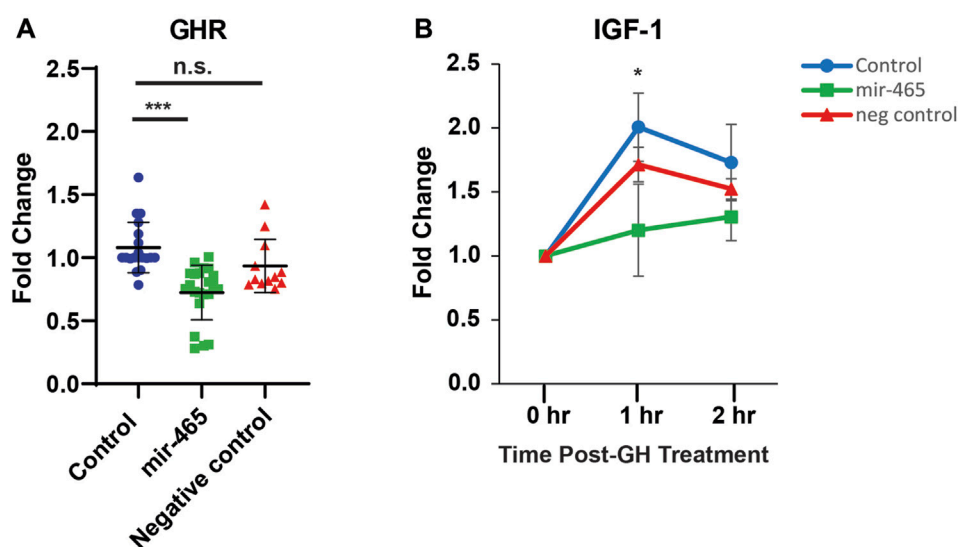 A
GHR
2.5
2.0
1.5
1.0
0.5
0.0
Fold Change
n.s.
***
Control
mir-465
Negative control
B
IGF-1
2.5
2.0
1.5
1.0
0.5
0.0
Fold Change
*
0 hr
1 hr
2 hr
Time Post-GH Treatment
Control
mir-465
neg control